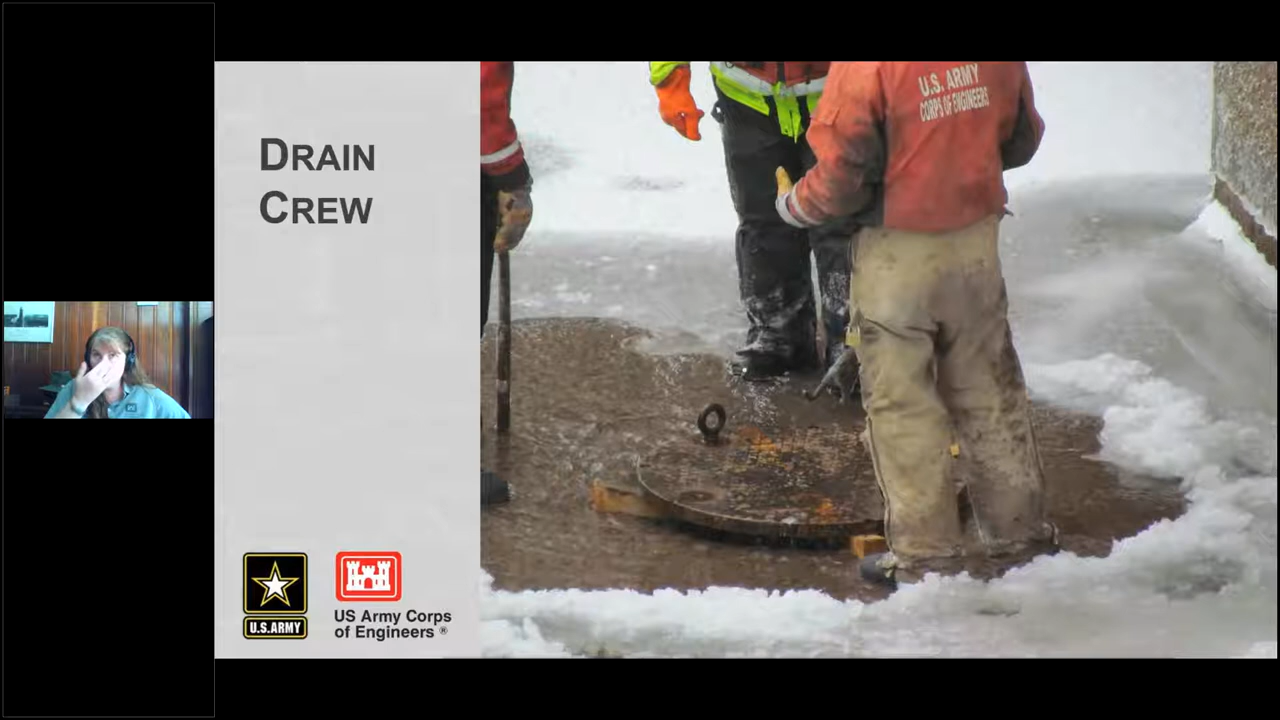 DRAIN
CREW
U.S. ARMY
CORPS OF ENGINEERS
U.S.ARMY
US Army Corps
of Engineers ®